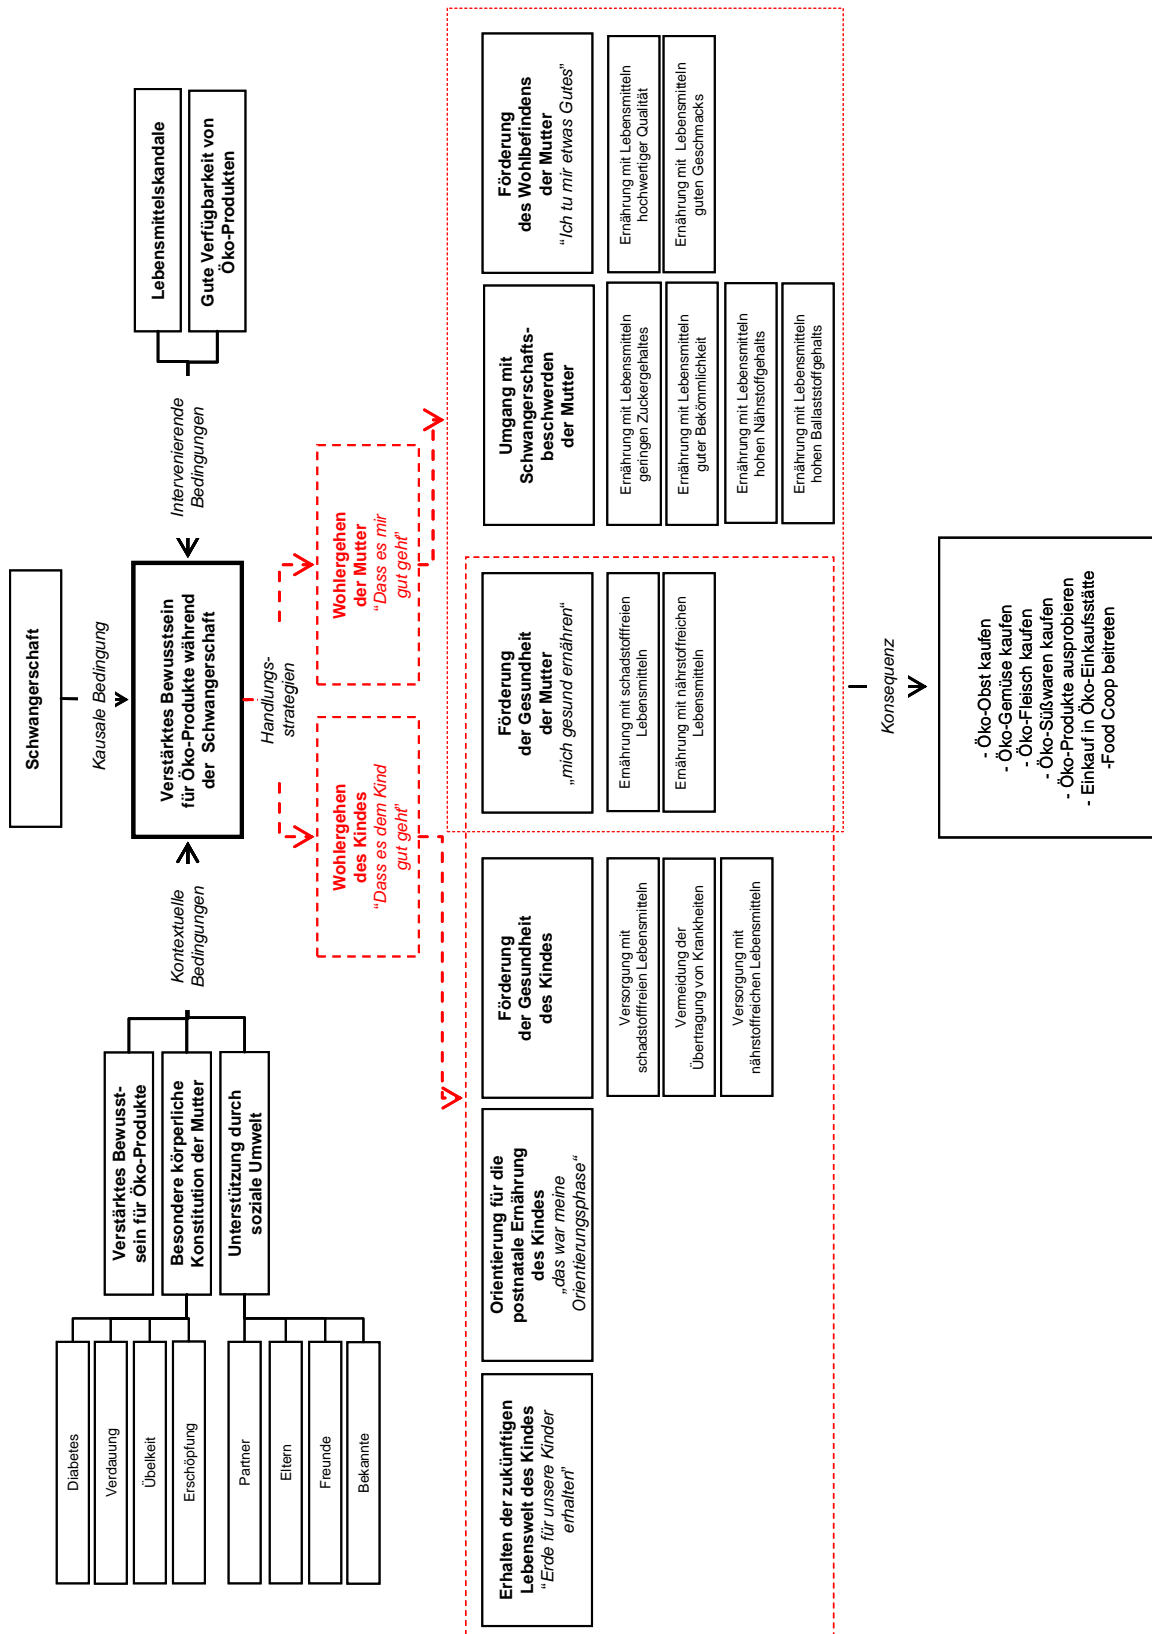 Schwangerschaft
Kausale Bedingung
Verstärktes Bewusstsein
für Öko-Produkte während
der Schwangerschaft
Kontextuelle
Bedingungen
Verstärktes Bewusst-
sein für Öko-Produkte
Besondere körperliche
Konstitution der Mutter
Unterstützung durch
soziale Umwelt
Diabetes
Verdauung
Übelkeit
Erschöpfung
Partner
Eltern
Freunde
Bekannte
Intervenierende
Bedingungen
Lebensmittelskandale
Gute Verfügbarkeit von
Öko-Produkten
Handlungs-
strategien
Wohlergehen
des Kindes
“Dass es dem Kind
gut geht”
Wohlergehen
der Mutter
“Dass es mir
gut geht”
Erhalten der zukünftigen
Lebenswelt des Kindes
“Erde für unsere Kinder
erhalten”
Orientierung für die
postnatale Ernährung
des Kindes
„das war meine
Orientierungsphase“
Förderung
der Gesundheit
des Kindes
Versorgung mit
schadstofffreien Lebensmitteln
Vermeidung der
Übertragung von Krankheiten
Versorgung mit
nährstoffreichen Lebensmitteln
Förderung
der Gesundheit
der Mutter
„mich gesund ernähren“
Ernährung mit schadstofffreien
Lebensmitteln
Ernährung mit nährstoffreichen
Lebensmitteln
Umgang mit
Schwangerschafts-
beschwerden
der Mutter
Ernährung mit Lebensmitteln
geringen Zuckergehaltes
Ernährung mit Lebensmitteln
guter Bekömmlichkeit
Ernährung mit Lebensmitteln
hohen Nährstoffgehalts
Ernährung mit Lebensmitteln
hohen Ballaststoffgehalts
Förderung
des Wohlbefindens
der Mutter
“Ich tu mir etwas Gutes”
Ernährung mit Lebensmitteln
hochwertiger Qualität
Ernährung mit Lebensmitteln
guten Geschmacks
Konsequenz
- Öko-Obst kaufen
- Öko-Gemüse kaufen
- Öko-Fleisch kaufen
- Öko-Süßwaren kaufen
- Öko-Produkte ausprobieren
- Einkauf in Öko-Einkaufsstätte
-Food Coop beitreten